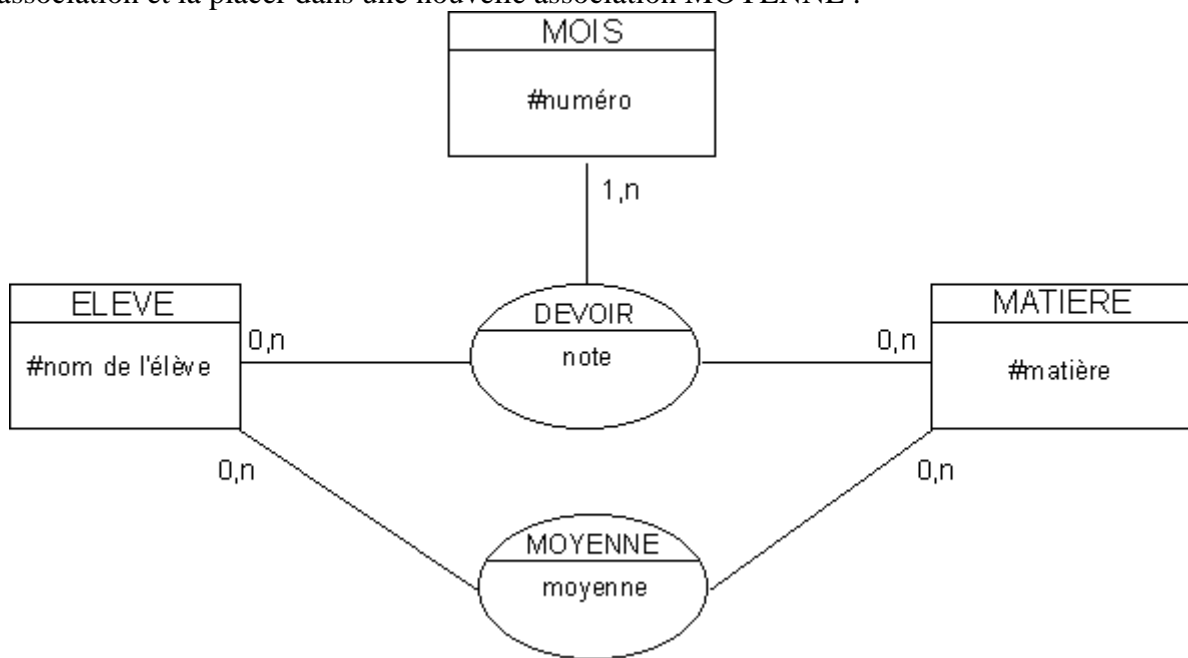 association et la placer dans une nouvelle association MOYENNE :
MOIS
#numéro
1,n
ELEVE
#nom de l'élève
0,n
DEVOIR
note
0,n
MATIERE
#matière
0,n
0,n
MOYENNE
moyenne